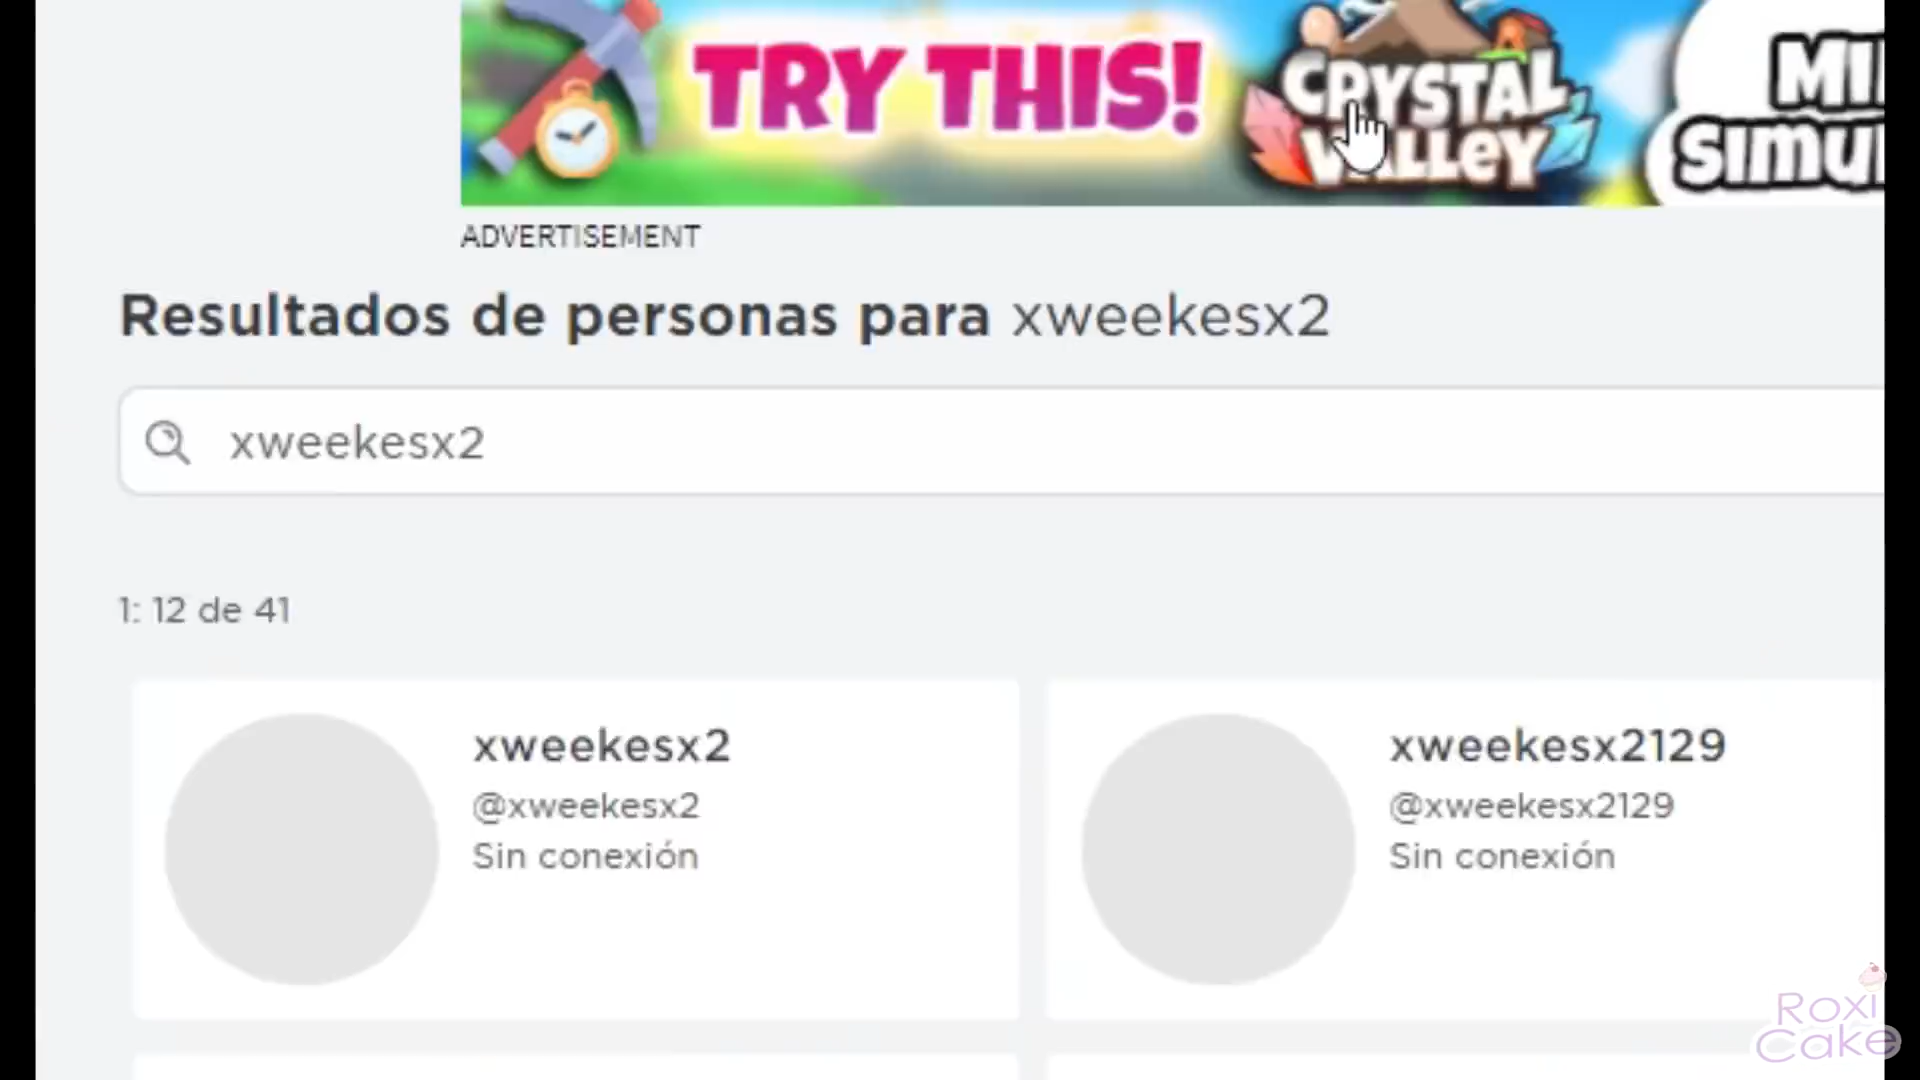 TRY THIS!
CRYSTAL
VALLEY
ADVERTISEMENT
Resultados de personas para xweekesx2
xweekesx2
1: 12 de 41
xweekesx2
@xweekesx2
Sin conexión
xweekesx2129
@xweekesx2129
Sin conexión
Roxi
Cake